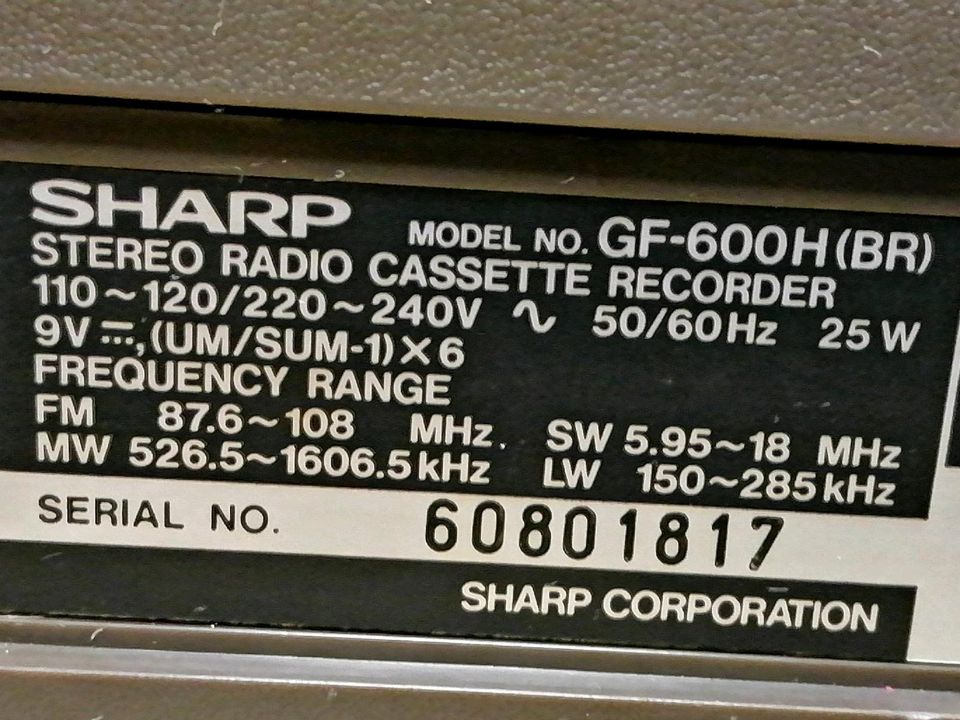 SHARP MODEL NO. GF-600H(BR)
STEREO RADIO CASSETTE RECORDER
110~120/220~240V ∿ 50/60Hz 25W
9V ⎓, (UM/SUM-1)×6
FREQUENCY RANGE
FM 87.6~108 MHz. SW 5.95~18 MHz
MW 526.5~1606.5kHz LW 150~285kHz
SERIAL NO. 60801817
SHARP CORPORATION